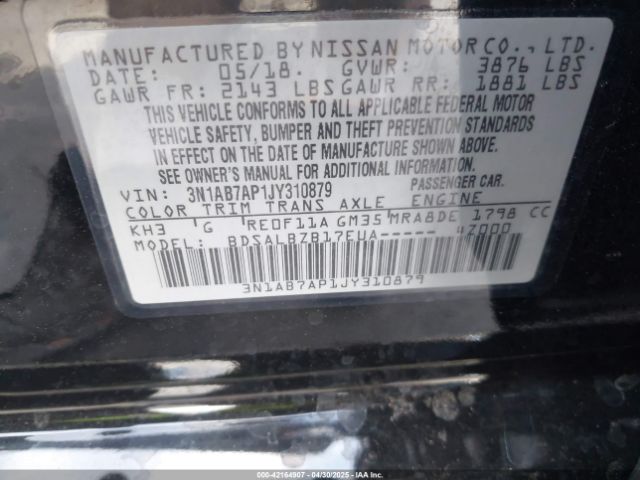 MANUFACTURED BY NISSAN MOTOR CO., LTD.
DATE: 05/18. GVWR: 3876 LBS
GAWR FR: 2143 LBS GAWR RR: 1881 LBS
THIS VEHICLE CONFORMS TO ALL APPLICABLE FEDERAL MOTOR
VEHICLE SAFETY, BUMPER AND THEFT PREVENTION STANDARDS
IN EFFECT ON THE DATE OF MANUFACTURE SHOWN ABOVE.
SEE OWNER'S MANUAL FOR ADDITIONAL INFORMATION.
VIN: 3N1AB7AP1JY310879 PASSENGER CAR.
COLOR TRIM TRANS AXLE ENGINE
KH3 G RE0F11A GM35 MRA8DE 1798 CC
MODEL: BDSALBZB17EUA----- 4Z000
3N1AB7AP1JY310879
000-42164907 - 04/30/2025 - IAAI.COM